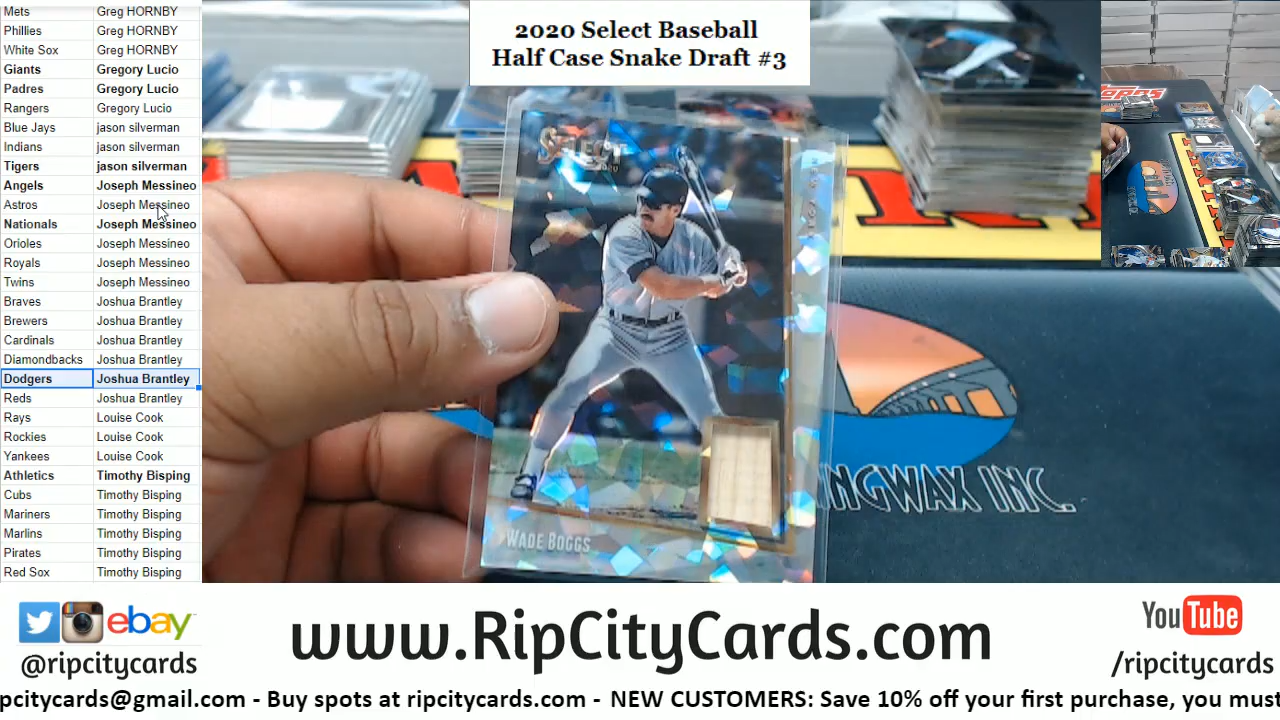 Mets Greg HORNBY
Phillies Greg HORNBY
White Sox Greg HORNBY
Giants Gregory Lucio
Padres Gregory Lucio
Rangers Gregory Lucio
Blue Jays jason silverman
Indians jason silverman
Tigers jason silverman
Angels Joseph Messineo
Astros Joseph Messineo
Nationals Joseph Messineo
Orioles Joseph Messineo
Royals Joseph Messineo
Twins Joseph Messineo
Braves Joshua Brantley
Brewers Joshua Brantley
Cardinals Joshua Brantley
Diamondbacks Joshua Brantley
Dodgers Joshua Brantley
Reds Joshua Brantley
Rays Louise Cook
Rockies Louise Cook
Yankees Louise Cook
Athletics Timothy Bisping
Cubs Timothy Bisping
Mariners Timothy Bisping
Marlins Timothy Bisping
Pirates Timothy Bisping
Red Sox Timothy Bisping
2020 Select Baseball
Half Case Snake Draft #3
SELECT
2020
WADE BOGGS
NGWAX INC.
ebay
@ripcitycards
www.RipCityCards.com
YouTube
/ripcitycards
pcitycards@gmail.com - Buy spots at ripcitycards.com - NEW CUSTOMERS: Save 10% off your first purchase, you must